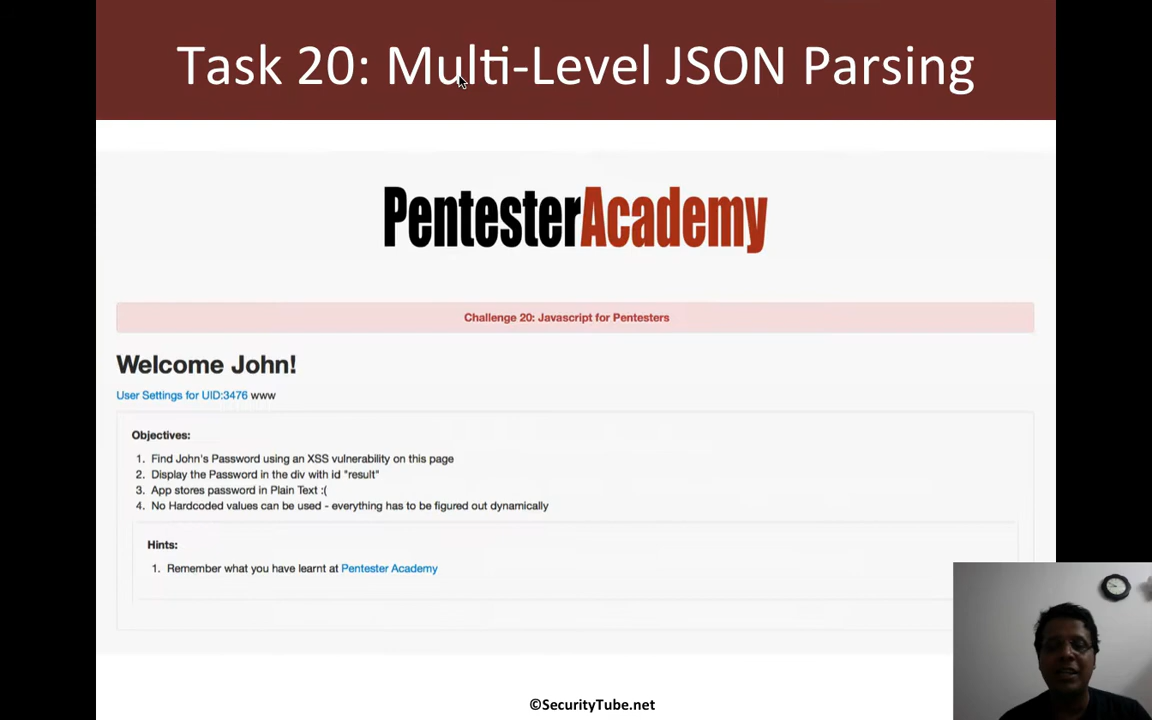 Task 20: Multi-Level JSON Parsing
PentesterAcademy
Challenge 20: Javascript for Pentesters
Welcome John!
User Settings for UID:3476 www
Objectives:
1. Find John's Password using an XSS vulnerability on this page
2. Display the Password in the div with id "result"
3. App stores password in Plain Text :(
4. No Hardcoded values can be used - everything has to be figured out dynamically
Hints:
1. Remember what you have learnt at Pentester Academy
©SecurityTube.net